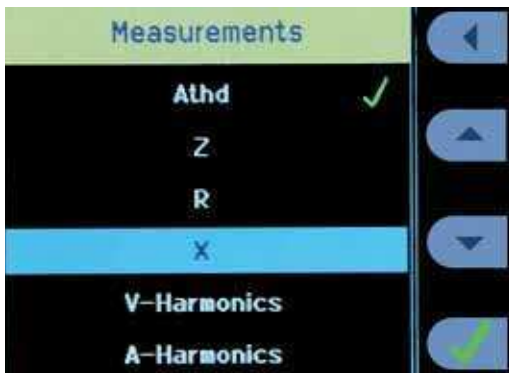 Measurements
Athd
Z
R
X
V-Harmonics
A-Harmonics